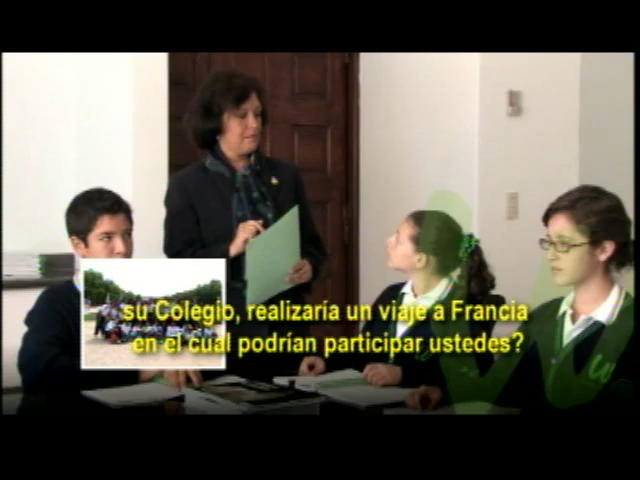 su Colegio, realizaría un viaje a Francia
en el cual podrían participar ustedes?